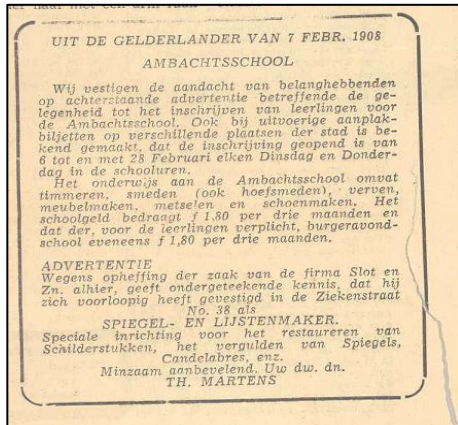 ter naar met een arm
UIT DE GELDERLANDER VAN 7 FEBR. 1908
AMBACHTSSCHOOL
Wij vestigen de aandacht van belanghebbenden
op achterstaande advertentie betreffende de ge-
legenheid tot het inschrijven van leerlingen voor
de Ambachtsschool. Ook bij uitvoerige aanplak-
biljetten op verschillende plaatsen der stad is be-
kend gemaakt, dat de inschrijving geopend is van
6 tot en met 28 Februari elken Dinsdag en Donder-
dag in de schooluren.
Het onderwijs aan de Ambachtsschool omvat
timmeren, smeden (ook hoefsmeden), verven,
meubelmaken, metselen en schoenmaken. Het
schoolgeld bedraagt f 1,80 per drie maanden en
dat der, voor de leerlingen verplicht, burgeravond-
school eveneens f 1,80 per drie maanden.
ADVERTENTIE
Wegens opheffing der zaak van de firma Slot en
Zn. alhier, geeft ondergeteekende kennis, dat hij
zich voorloopig heeft gevestigd in de Ziekenstraat
No. 38 als
SPIEGEL- EN LIJSTENMAKER.
Speciale inrichting voor het restaureren van
Schilderstukken, het vergulden van Spiegels,
Candelabres, enz.
Minzaam aanbevelend, Uw dw. dn.
TH. MARTENS